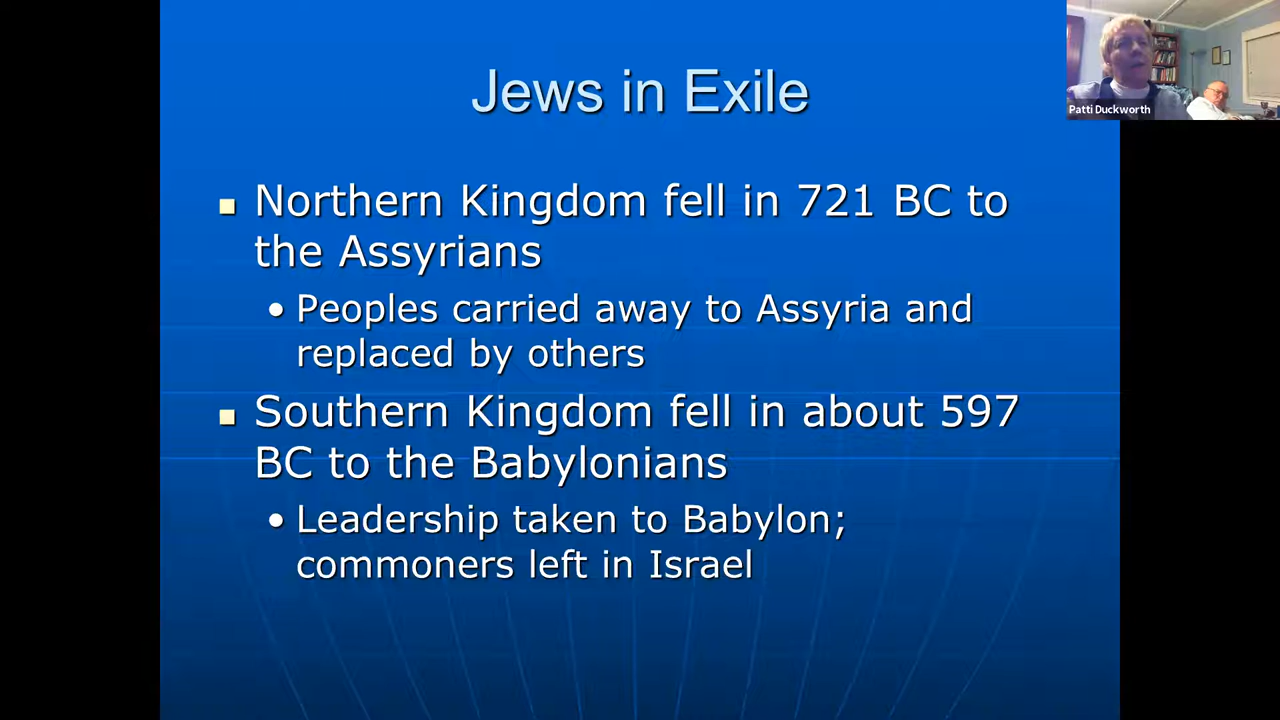 Jews in Exile
Patti Duckworth
Northern Kingdom fell in 721 BC to
the Assyrians
• Peoples carried away to Assyria and
replaced by others
Southern Kingdom fell in about 597
BC to the Babylonians
• Leadership taken to Babylon;
commoners left in Israel